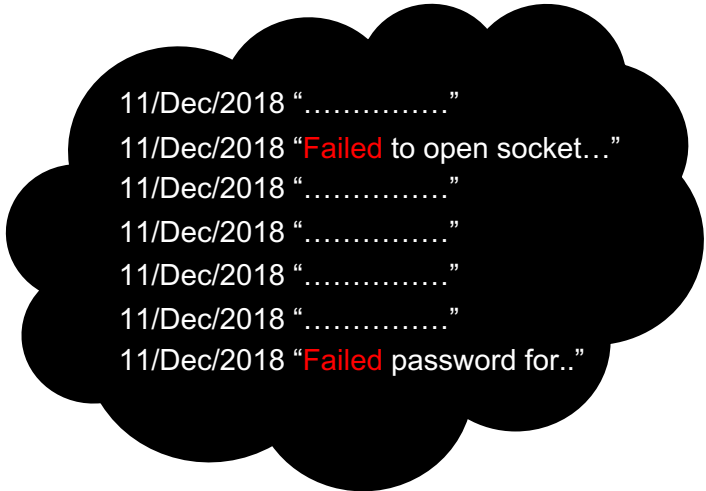 11/Dec/2018 “……………”
11/Dec/2018 “Failed to open socket…”
11/Dec/2018 “……………”
11/Dec/2018 “……………”
11/Dec/2018 “……………”
11/Dec/2018 “……………”
11/Dec/2018 “Failed password for..”